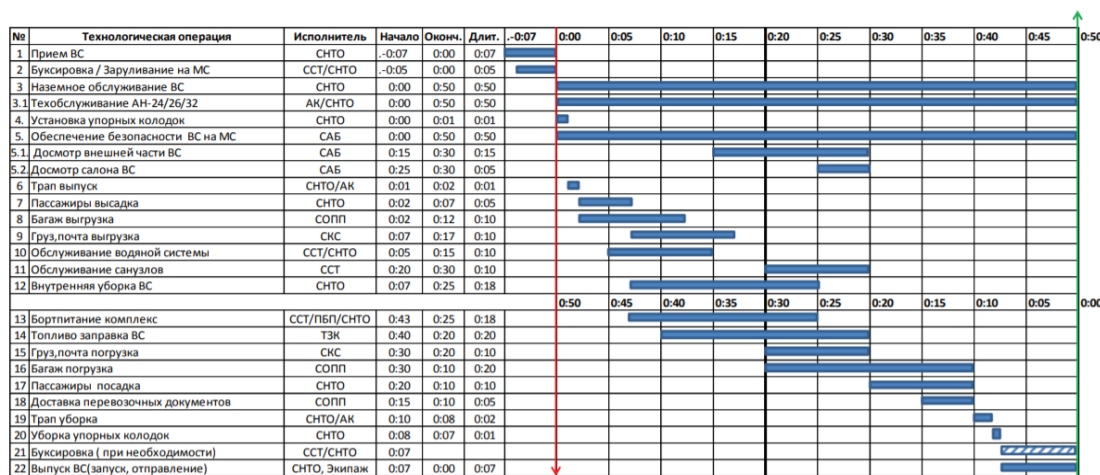 № Технологическая операция Исполнитель Начало Оконч. Длит. .-0:07 0:00 0:05 0:10 0:15 0:20 0:25 0:30 0:35 0:40 0:45 0:50
1 Прием ВС СНТО .-0:07 0:00 0:07
2 Буксировка / Заруливание на МС ССТ/СНТО .-0:05 0:00 0:05
3 Наземное обслуживание ВС СНТО 0:00 0:50 0:50
3.1 Техобслуживание АН-24/26/32 АК/СНТО 0:00 0:50 0:50
4. Установка упорных колодок СНТО 0:00 0:01 0:01
5. Обеспечение безопасности ВС на МС САБ 0:00 0:50 0:50
5.1. Досмотр внешней части ВС САБ 0:15 0:30 0:15
5.2. Досмотр салона ВС САБ 0:25 0:30 0:05
6 Трап выпуск СНТО/АК 0:01 0:02 0:01
7 Пассажиры высадка СНТО 0:02 0:07 0:05
8 Багаж выгрузка СОПП 0:02 0:12 0:10
9 Груз,почта выгрузка СКС 0:07 0:17 0:10
10 Обслуживание водяной системы ССТ/СНТО 0:05 0:15 0:10
11 Обслуживание санузлов ССТ 0:20 0:30 0:10
12 Внутренняя уборка ВС СНТО 0:07 0:25 0:18
0:50 0:45 0:40 0:35 0:30 0:25 0:20 0:15 0:10 0:05 0:00
13 Бортпитание комплекс ССТ/ПБП/СНТО 0:43 0:25 0:18
14 Топливо заправка ВС ТЗК 0:40 0:20 0:20
15 Груз,почта погрузка СКС 0:30 0:20 0:10
16 Багаж погрузка СОПП 0:30 0:10 0:20
17 Пассажиры посадка СНТО 0:20 0:10 0:10
18 Доставка перевозочных документов СОПП 0:15 0:10 0:05
19 Трап уборка СНТО/АК 0:10 0:08 0:02
20 Уборка упорных колодок СНТО 0:08 0:07 0:01
21 Буксировка ( при необходимости) ССТ/СНТО 0:07
22 Выпуск ВС(запуск, отправление) СНТО, Экипаж 0:07 0:00 0:07